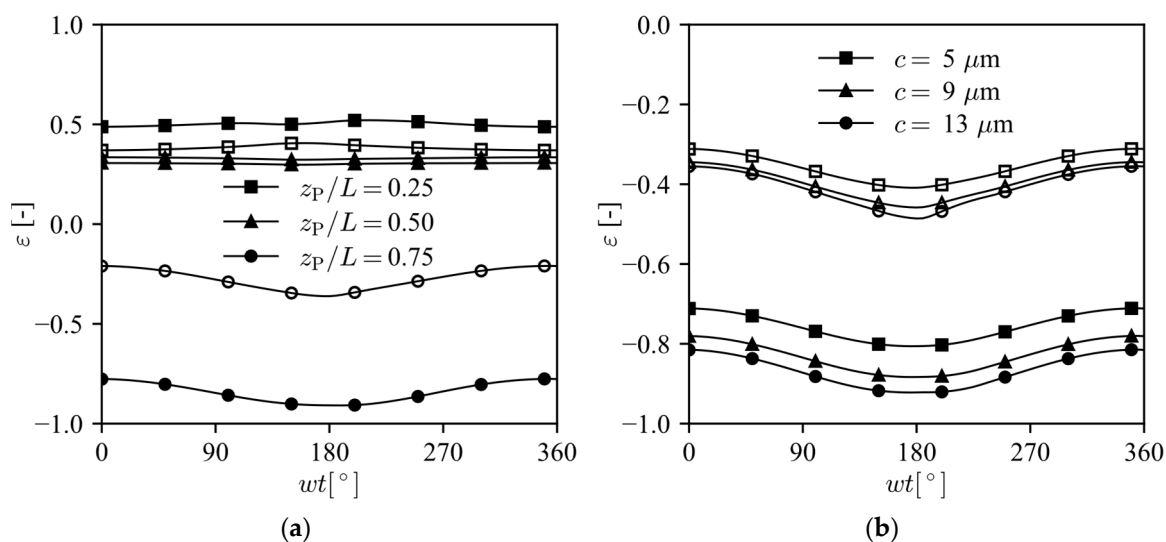 1.0
0.5
0.0
−0.5
−1.0
ε [-]
z_P/L = 0.25
z_P/L = 0.50
z_P/L = 0.75
0 90 180 270 360
wt[°]
(a)
0.0
−0.2
−0.4
−0.6
−0.8
−1.0
ε [-]
c = 5 μm
c = 9 μm
c = 13 μm
0 90 180 270 360
wt[°]
(b)